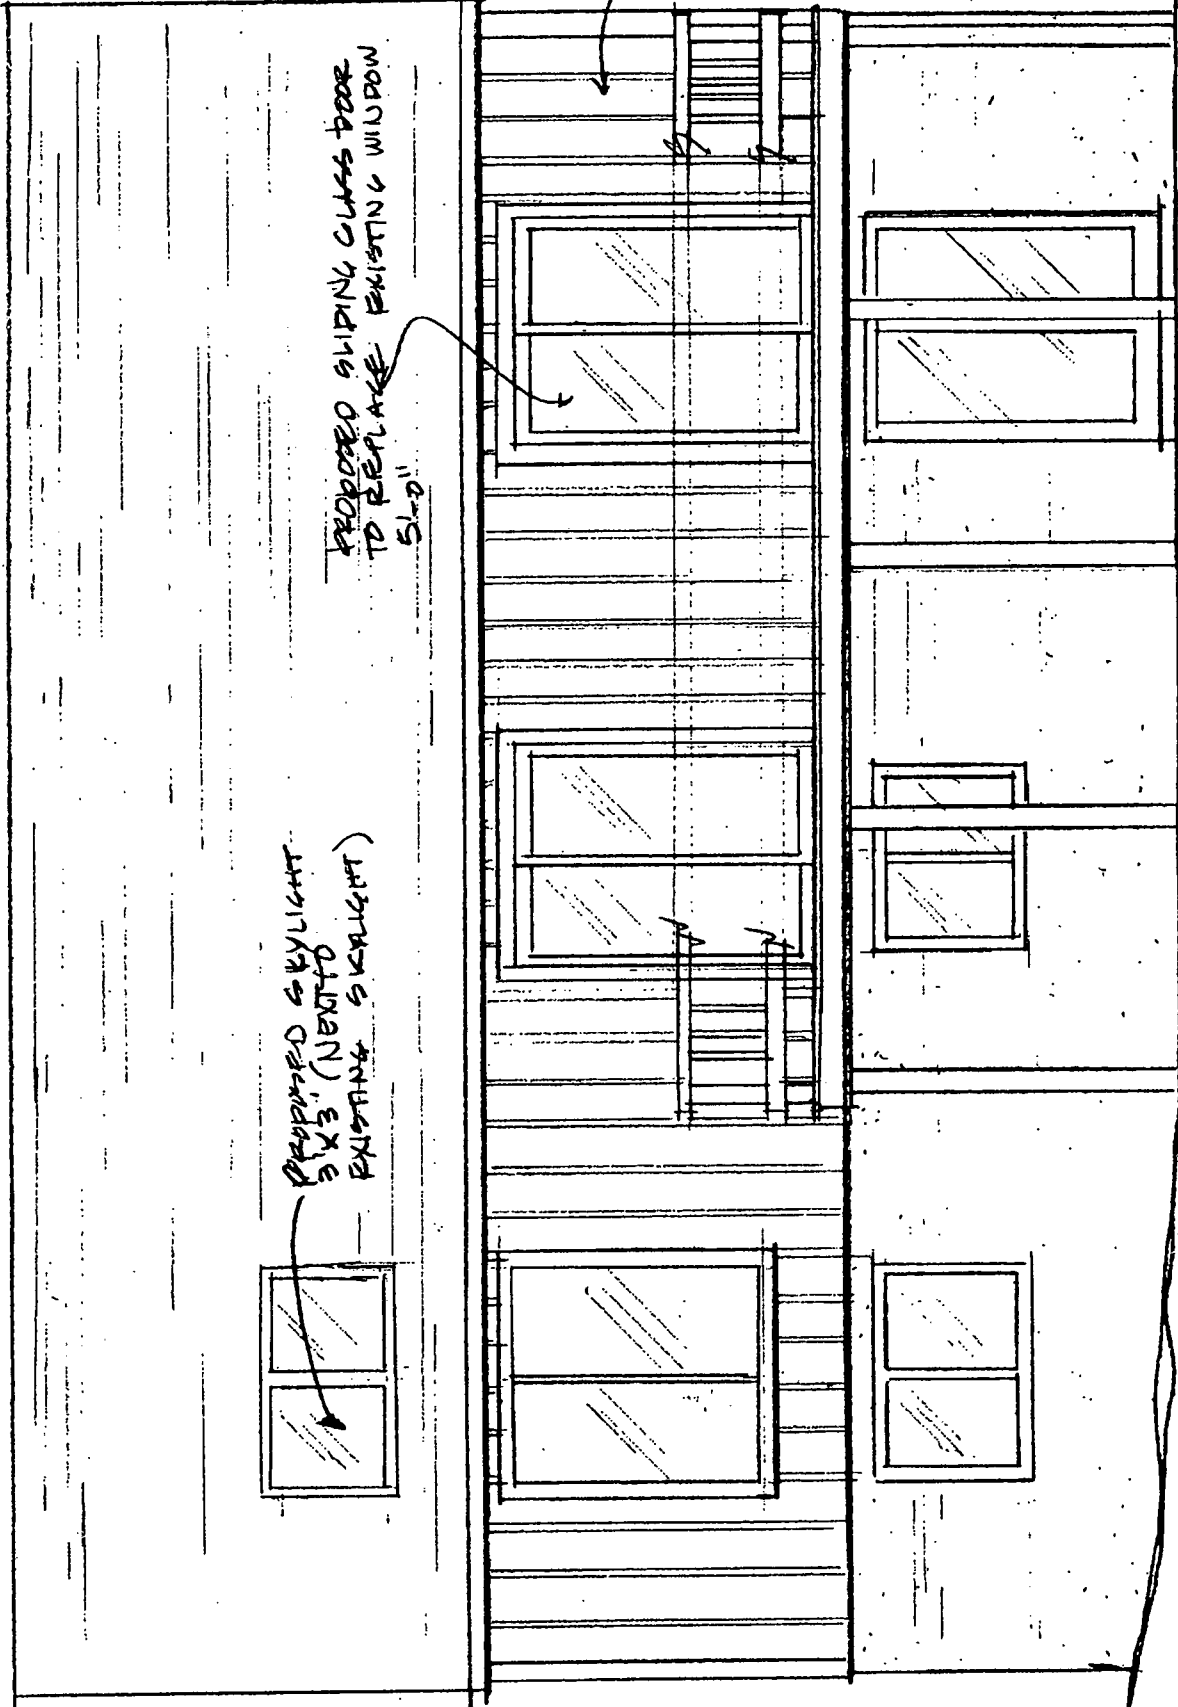 PROPOSED SKYLIGHT
3'X3' (NEXT TO
EXISTING SKYLIGHT)
PROPOSED SLIDING GLASS DOOR
TO REPLACE EXISTING WINDOW
5'-0"